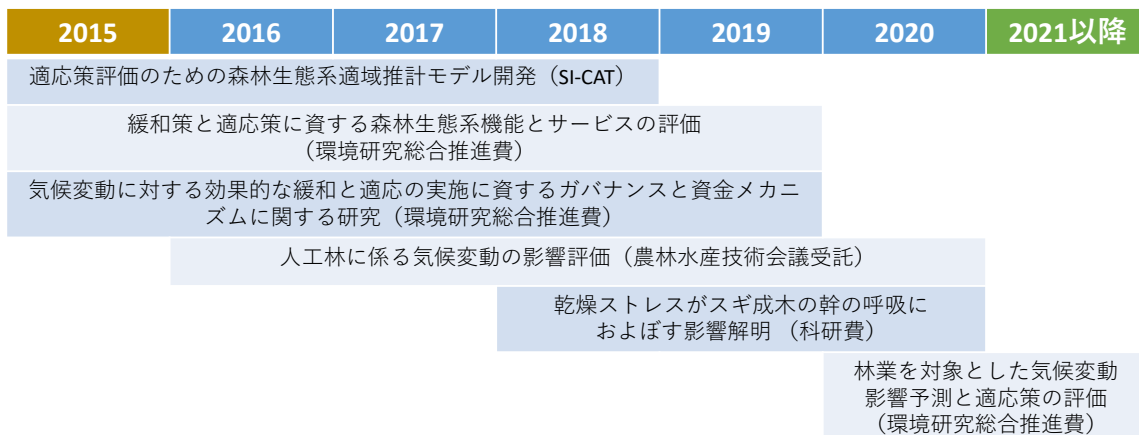 2015 2016 2017 2018 2019 2020 2021以降
適応策評価のための森林生態系適域推計モデル開発（SI-CAT）
緩和策と適応策に資する森林生態系機能とサービスの評価
（環境研究総合推進費）
気候変動に対する効果的な緩和と適応の実施に資するガバナンスと資金メカニ
ズムに関する研究（環境研究総合推進費）
人工林に係る気候変動の影響評価（農林水産技術会議受託）
乾燥ストレスがスギ成木の幹の呼吸に
およぼす影響解明 （科研費）
林業を対象とした気候変動
影響予測と適応策の評価
（環境研究総合推進費）